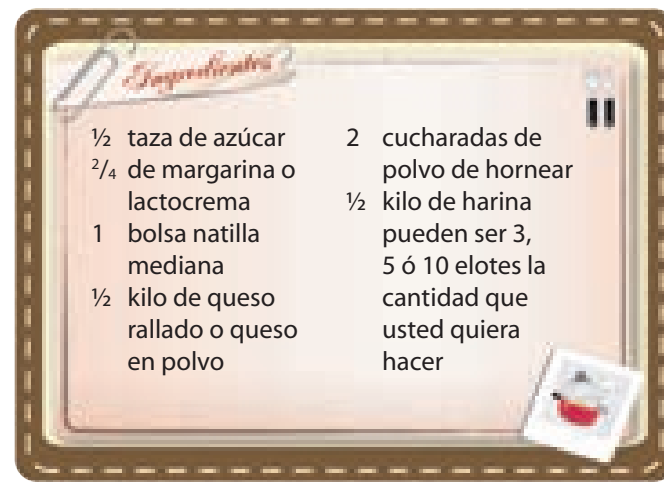 Ingredientes
½ taza de azúcar
2/4 de margarina o
lactocrema
1 bolsa natilla
mediana
½ kilo de queso
rallado o queso
en polvo
2 cucharadas de
polvo de hornear
½ kilo de harina
pueden ser 3,
5 ó 10 elotes la
cantidad que
usted quiera
hacer